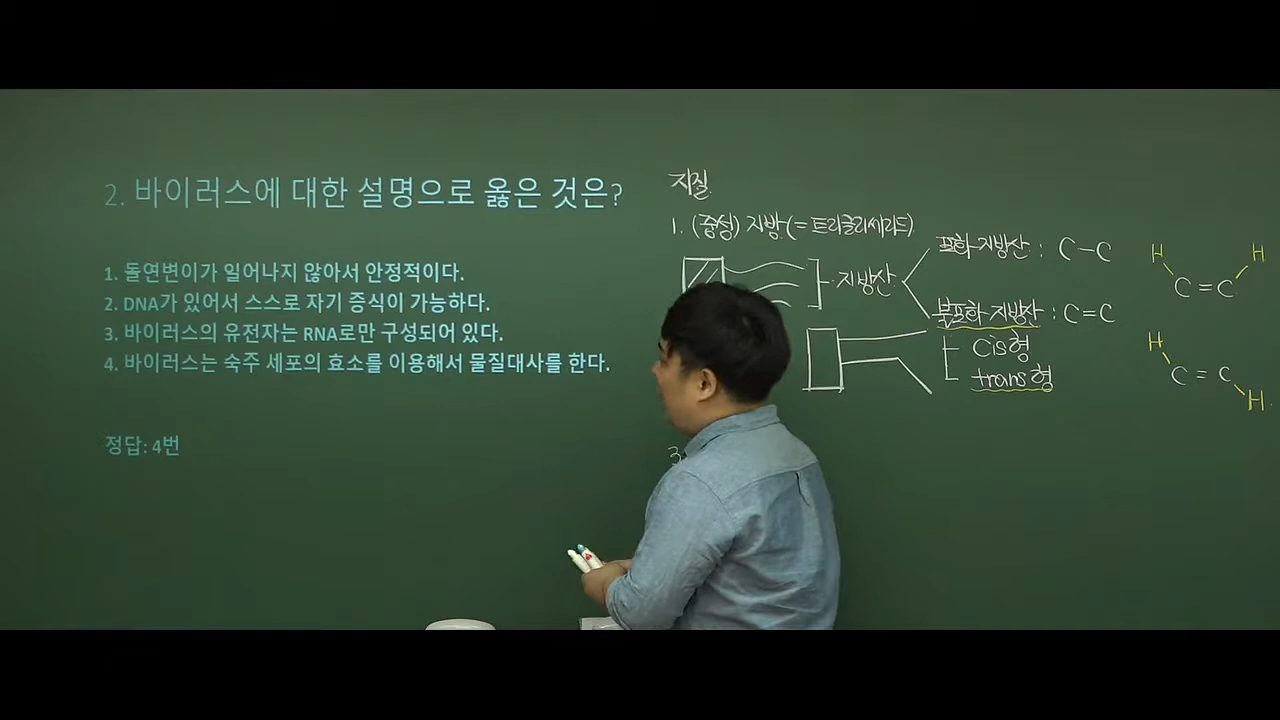 2. 바이러스에 대한 설명으로 옳은 것은?
1. 돌연변이가 일어나지 않아서 안정적이다.
2. DNA가 있어서 스스로 자기 증식이 가능하다.
3. 바이러스의 유전자는 RNA로만 구성되어 있다.
4. 바이러스는 숙주 세포의 효소를 이용해서 물질대사를 한다.
정답: 4번
지질
1. (중성) 지방(=트리글리세리드)
지방산
포화 지방산 : C-C
불포화 지방산 : C=C
cis형
trans형
H H
C = C
H
C = C
H
3